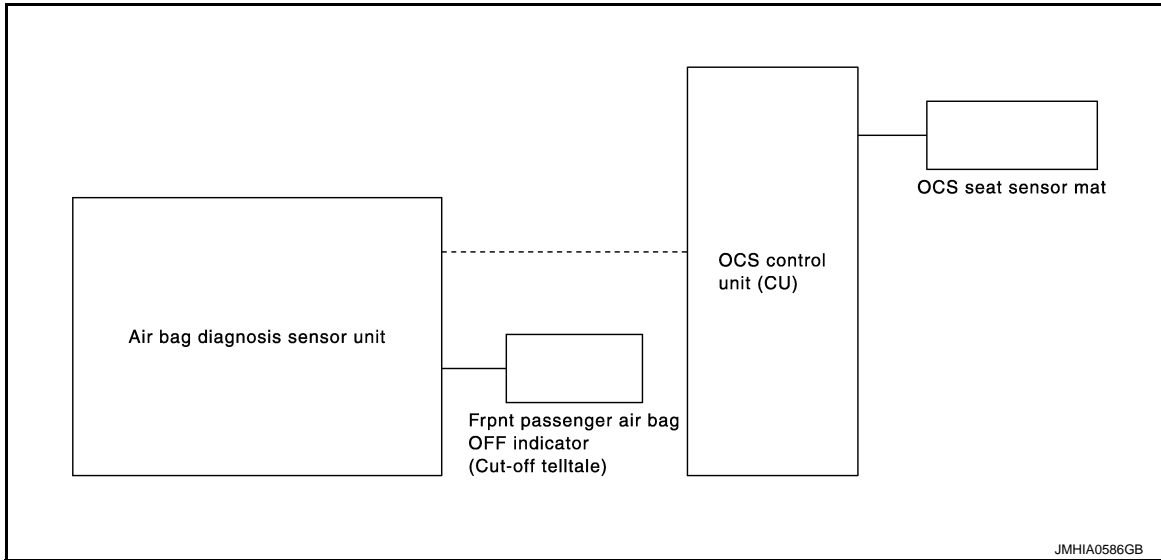 OCS seat sensor mat
OCS control
unit (CU)
Air bag diagnosis sensor unit
Frpnt passenger air bag
OFF indicator
(Cut-off telltale)
JMHIA0586GB